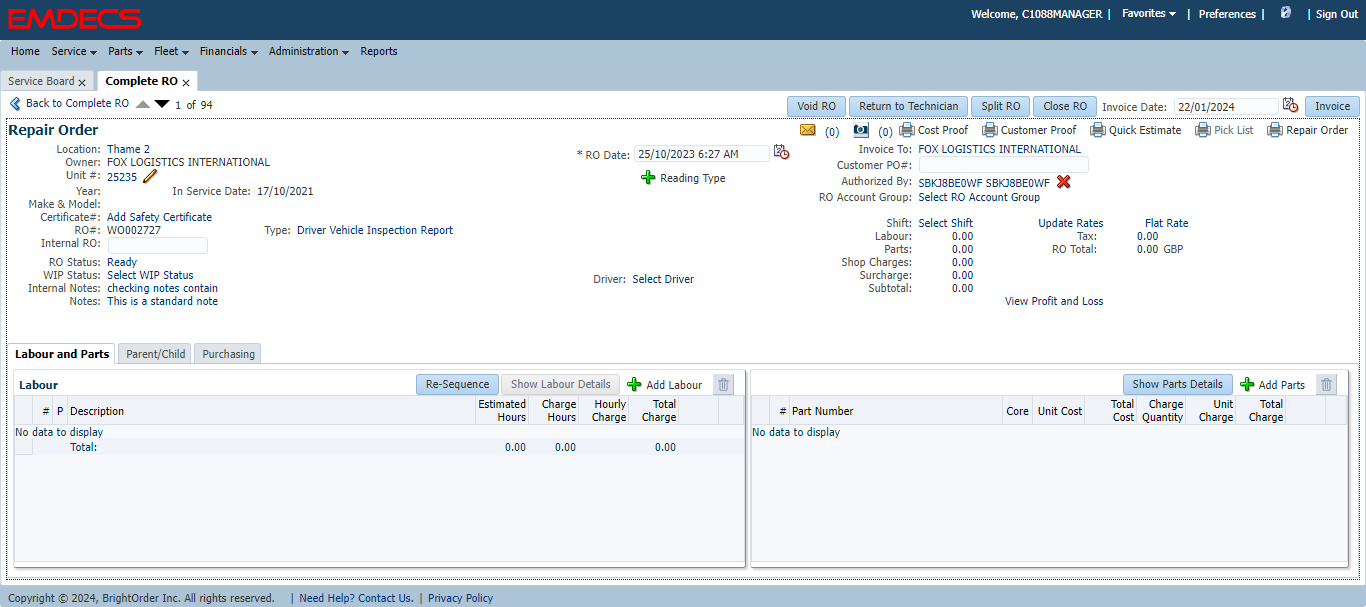 EMDECS
Welcome, C1088MANAGER | Favorites | Preferences | | Sign Out
Home Service Parts Fleet Financials Administration Reports
Service Board x Complete RO x
Back to Complete RO 1 of 94
Void RO Return to Technician Split RO Close RO Invoice Date: 22/01/2024 Invoice
Repair Order
(0) (0) Cost Proof Customer Proof Quick Estimate Pick List Repair Order
Location: Thame 2
Owner: FOX LOGISTICS INTERNATIONAL
Unit #: 25235
Year: In Service Date: 17/10/2021
Make & Model:
Certificate#: Add Safety Certificate
RO#: WO002727 Type: Driver Vehicle Inspection Report
Internal RO:
RO Status: Ready
WIP Status: Select WIP Status
Internal Notes: checking notes contain
Notes: This is a standard note
* RO Date: 25/10/2023 6:27 AM
Reading Type
Driver: Select Driver
Invoice To: FOX LOGISTICS INTERNATIONAL
Customer PO#:
Authorized By: SBKJ8BE0WF SBKJ8BE0WF
RO Account Group: Select RO Account Group
Shift: Select Shift Update Rates Flat Rate
Labour: 0.00 Tax: 0.00
Parts: 0.00 RO Total: 0.00 GBP
Shop Charges: 0.00
Surcharge: 0.00
Subtotal: 0.00
View Profit and Loss
Labour and Parts Parent/Child Purchasing
Labour Re-Sequence Show Labour Details Add Labour
# P Description Estimated Hours Charge Hours Hourly Charge Total Charge
No data to display
Total: 0.00 0.00 0.00
Show Parts Details Add Parts
# Part Number Core Unit Cost Total Cost Charge Quantity Unit Charge Total Charge
No data to display
Copyright © 2024, BrightOrder Inc. All rights reserved. | Need Help? Contact Us. | Privacy Policy